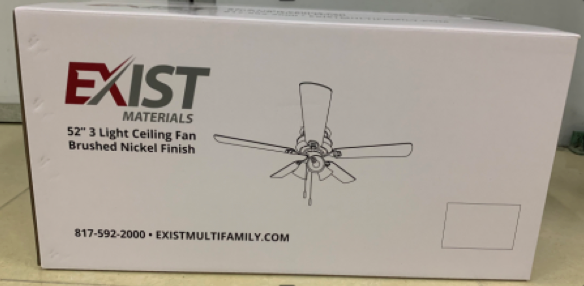 EXIST
MATERIALS
52" 3 Light Ceiling Fan
Brushed Nickel Finish
817-592-2000 • EXISTMULTIFAMILY.COM